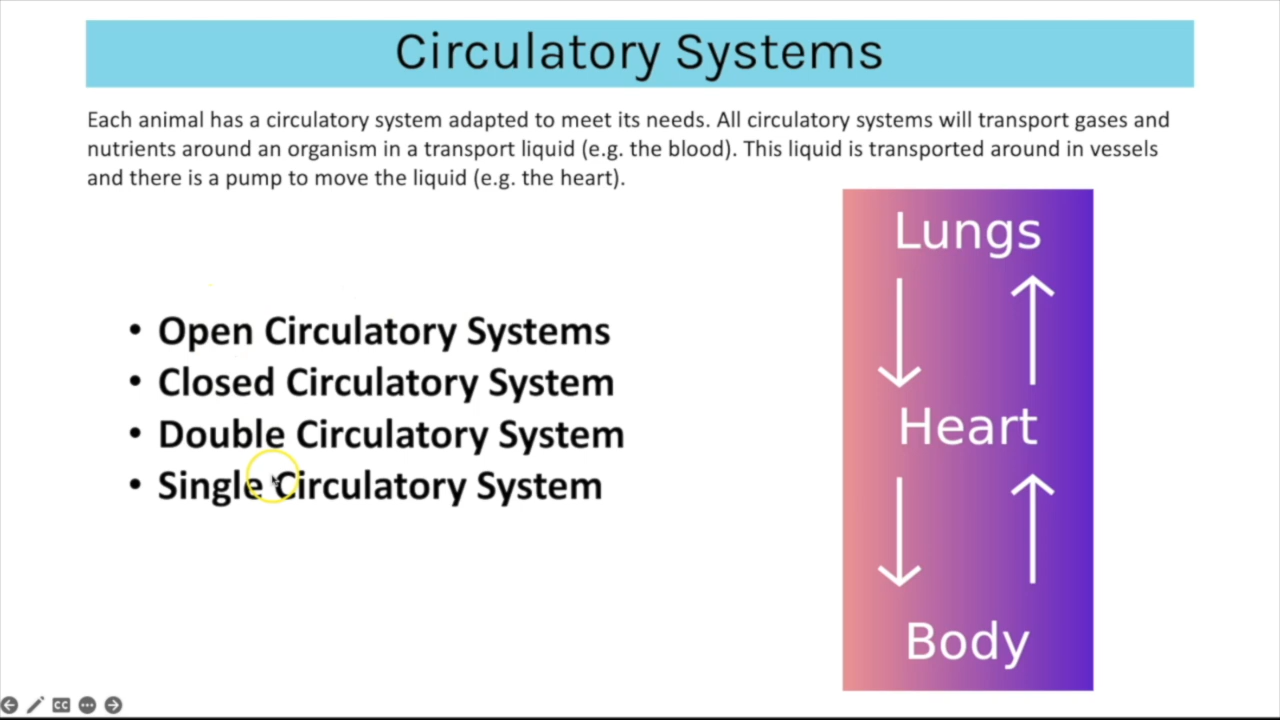 Circulatory Systems
Each animal has a circulatory system adapted to meet its needs. All circulatory systems will transport gases and
nutrients around an organism in a transport liquid (e.g. the blood). This liquid is transported around in vessels
and there is a pump to move the liquid (e.g. the heart).
• Open Circulatory Systems
• Closed Circulatory System
• Double Circulatory System
• Single Circulatory System
Lungs
Heart
Body
CC